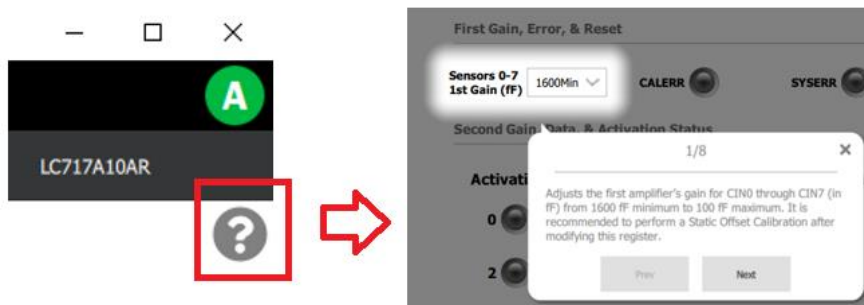 A
LC717A10AR
?
First Gain, Error, & Reset
Sensors 0-7
1st Gain (fF)
1600Min
CALERR
SYSERR
Second Gain, Data, & Activation Status
1/8
Activati
Adjusts the first amplifier's gain for CIN0 through CIN7 (in
fF) from 1600 fF minimum to 100 fF maximum. It is
recommended to perform a Static Offset Calibration after
modifying this register.
0
2
Prev
Next